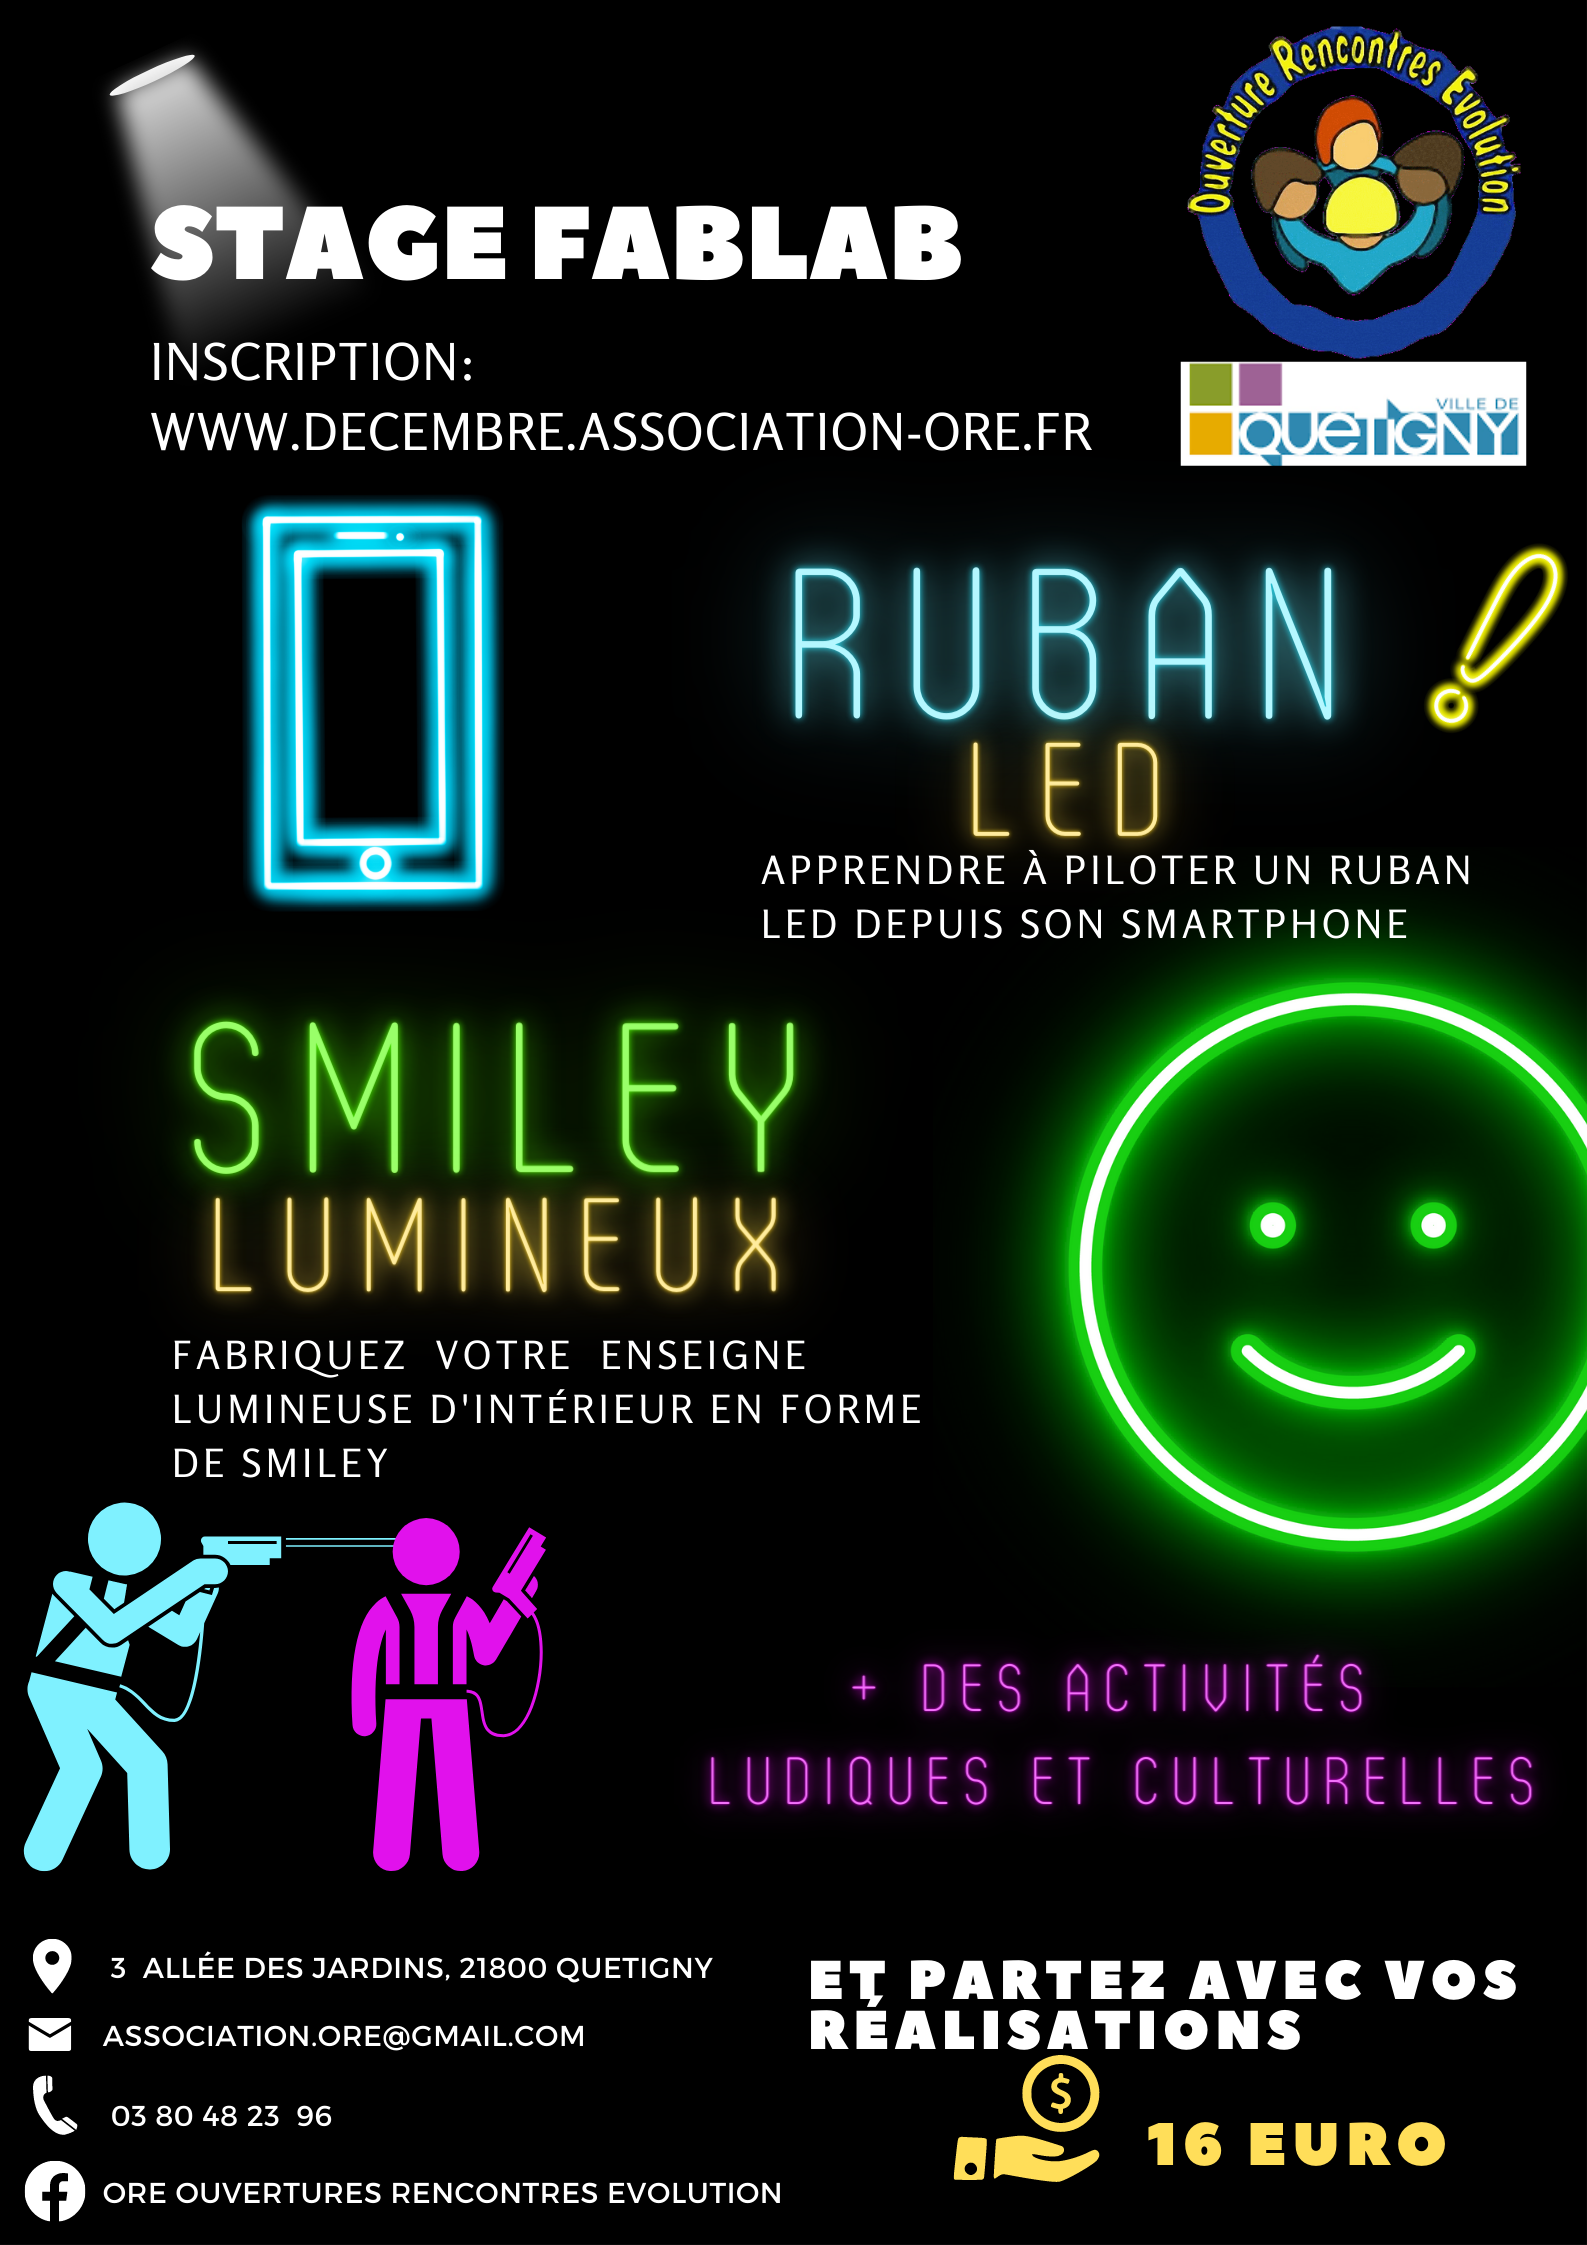 Ouverture Rencontres Evolution
STAGE FABLAB
INSCRIPTION:
WWW.DECEMBRE.ASSOCIATION-ORE.FR
VILLE DE
QUETIGNY
RUBAN
LED
APPRENDRE À PILOTER UN RUBAN
LED DEPUIS SON SMARTPHONE
SMILEY
LUMINEUX
FABRIQUEZ VOTRE ENSEIGNE
LUMINEUSE D'INTÉRIEUR EN FORME
DE SMILEY
+ DES ACTIVITÉS
LUDIQUES ET CULTURELLES
3 ALLÉE DES JARDINS, 21800 QUETIGNY
ASSOCIATION.ORE@GMAIL.COM
03 80 48 23 96
ORE OUVERTURES RENCONTRES EVOLUTION
ET PARTEZ AVEC VOS
RÉALISATIONS
$
16 EURO